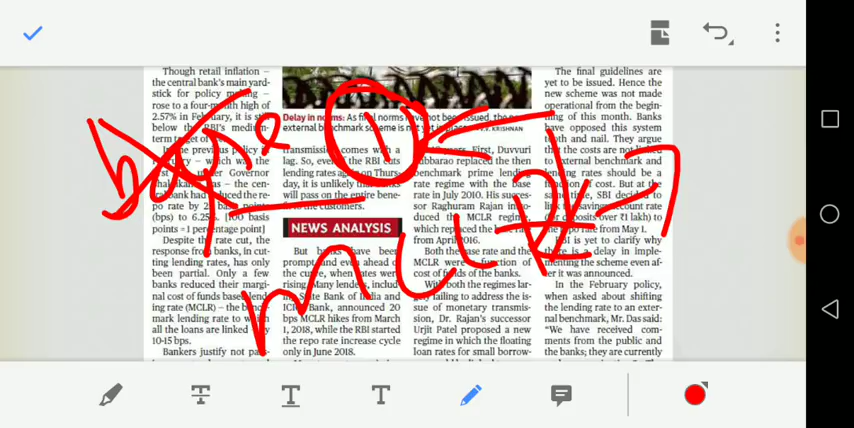 Though retail inflation –
the central bank's main yard-
stick for policy making –
rose to a four-month high of
2.57% in February, it is still
below the RBI's medium-
term target of
In the previous policy
which was the
under Governor
the cen-
tral bank had reduced the re-
po rate by 25 basis points
(bps) to 6.25%. [100 basis
points = 1 percentage point]
Despite the rate cut, the
response from banks, in cut-
ting lending rates, has only
been partial. Only a few
banks reduced their margi-
nal cost of funds based lend-
ing rate (MCLR) – the bench-
mark lending rate to which
all the loans are linked by
10-15 bps.
Bankers justify not pass-
Delay in norms: As final norms have not been issued, the
external benchmark scheme is not yet in place. V.V. KRISHNAN
transmission comes with a
lag. So, even if the RBI cuts
lending rates again on Thurs-
day, it is unlikely that banks
will pass on the entire bene-
fit to the customers.
NEWS ANALYSIS
But banks have been
prompt, and even ahead of
the curve, when rates were
rising. Many lenders, includ-
ing State Bank of India and
ICICI Bank, announced 20
bps MCLR hikes from March
1, 2018, while the RBI started
the repo rate increase cycle
only in June 2018.
First, Duvvuri
Subbarao replaced the then
benchmark prime lending
rate regime with the base
rate in July 2010. His succes-
sor Raghuram Rajan intro-
duced the MCLR regime,
which replaced the base rate
from April 2016.
Both the base rate and the
MCLR were a function of
cost of funds of the banks.
With both the regimes lar-
gely failing to address the is-
sue of monetary transmis-
sion, Dr. Rajan's successor
Urjit Patel proposed a new
regime in which the floating
loan rates for small borrow-
The final guidelines are
yet to be issued. Hence the
new scheme was not made
operational from the begin-
ning of this month. Banks
have opposed this system
tooth and nail. They argue
that the costs are not linked
to external benchmark and
lending rates should be a
function of cost. But at the
same time, SBI decided to
link its savings account rate
(for deposits over ₹1 lakh) to
the repo rate from May 1.
RBI is yet to clarify why
there is a delay in imple-
menting the scheme even af-
ter it was announced.
In the February policy,
when asked about shifting
the lending rate to an exter-
nal benchmark, Mr. Das said:
"We have received com-
ments from the public and
the banks; they are currently
MCLR